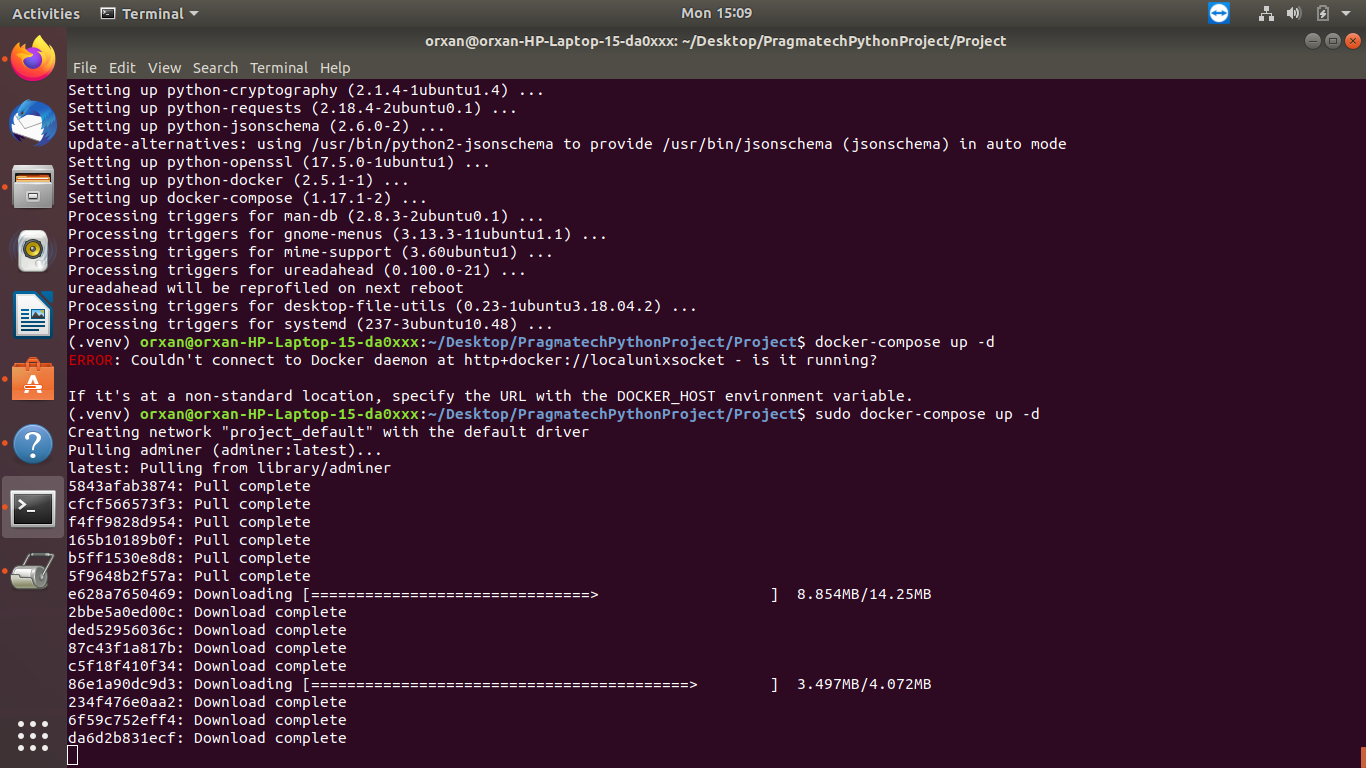 Activities Terminal Mon 15:09
orxan@orxan-HP-Laptop-15-da0xxx: ~/Desktop/PragmatechPythonProject/Project
File Edit View Search Terminal Help
Setting up python-cryptography (2.1.4-1ubuntu1.4) ...
Setting up python-requests (2.18.4-2ubuntu0.1) ...
Setting up python-jsonschema (2.6.0-2) ...
update-alternatives: using /usr/bin/python2-jsonschema to provide /usr/bin/jsonschema (jsonschema) in auto mode
Setting up python-openssl (17.5.0-1ubuntu1) ...
Setting up python-docker (2.5.1-1) ...
Setting up docker-compose (1.17.1-2) ...
Processing triggers for man-db (2.8.3-2ubuntu0.1) ...
Processing triggers for gnome-menus (3.13.3-11ubuntu1.1) ...
Processing triggers for mime-support (3.60ubuntu1) ...
Processing triggers for ureadahead (0.100.0-21) ...
ureadahead will be reprofiled on next reboot
Processing triggers for desktop-file-utils (0.23-1ubuntu3.18.04.2) ...
Processing triggers for systemd (237-3ubuntu10.48) ...
(.venv) orxan@orxan-HP-Laptop-15-da0xxx:~/Desktop/PragmatechPythonProject/Project$ docker-compose up -d
ERROR: Couldn't connect to Docker daemon at http+docker://localunixsocket - is it running?
If it's at a non-standard location, specify the URL with the DOCKER_HOST environment variable.
(.venv) orxan@orxan-HP-Laptop-15-da0xxx:~/Desktop/PragmatechPythonProject/Project$ sudo docker-compose up -d
Creating network "project_default" with the default driver
Pulling adminer (adminer:latest)...
latest: Pulling from library/adminer
5843afab3874: Pull complete
cfcf566573f3: Pull complete
f4ff9828d954: Pull complete
165b10189b0f: Pull complete
b5ff1530e8d8: Pull complete
5f9648b2f57a: Pull complete
e628a7650469: Downloading [===============================> ] 8.854MB/14.25MB
2bbe5a0ed00c: Download complete
ded52956036c: Download complete
87c43f1a817b: Download complete
c5f18f410f34: Download complete
86e1a90dc9d3: Downloading [==========================================> ] 3.497MB/4.072MB
234f476e0aa2: Download complete
6f59c752eff4: Download complete
da6d2b831ecf: Download complete